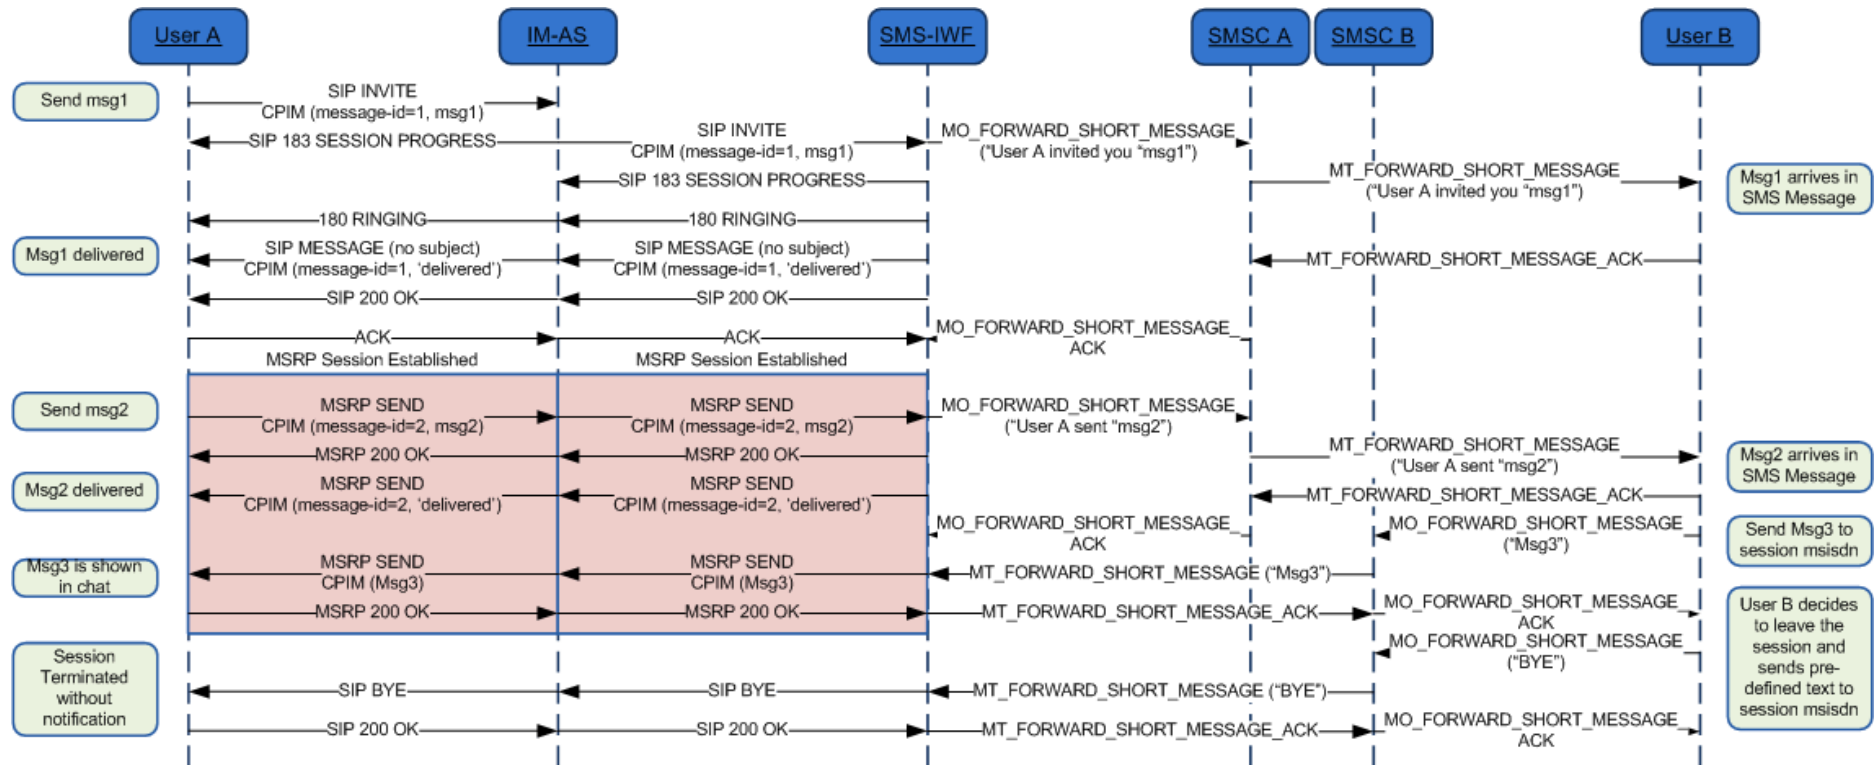 User A
IM-AS
SMS-IWF
SMSC A
SMSC B
User B
Send msg1
SIP INVITE
CPIM (message-id=1, msg1)
SIP 183 SESSION PROGRESS
SIP INVITE
CPIM (message-id=1, msg1)
MO_FORWARD_SHORT_MESSAGE
("User A invited you "msg1")
SIP 183 SESSION PROGRESS
MT_FORWARD_SHORT_MESSAGE
("User A invited you "msg1")
Msg1 arrives in
SMS Message
180 RINGING
180 RINGING
Msg1 delivered
SIP MESSAGE (no subject)
CPIM (message-id=1, 'delivered')
SIP MESSAGE (no subject)
CPIM (message-id=1, 'delivered')
MT_FORWARD_SHORT_MESSAGE_ACK
SIP 200 OK
SIP 200 OK
ACK
ACK
MO_FORWARD_SHORT_MESSAGE_
ACK
MSRP Session Established
MSRP Session Established
Send msg2
MSRP SEND
CPIM (message-id=2, msg2)
MSRP SEND
CPIM (message-id=2, msg2)
MO_FORWARD_SHORT_MESSAGE
("User A sent "msg2")
MSRP 200 OK
MSRP 200 OK
MT_FORWARD_SHORT_MESSAGE
("User A sent "msg2")
Msg2 arrives in
SMS Message
Msg2 delivered
MSRP SEND
CPIM (message-id=2, 'delivered')
MSRP SEND
CPIM (message-id=2, 'delivered')
MT_FORWARD_SHORT_MESSAGE_ACK
MO_FORWARD_SHORT_MESSAGE_
ACK
MO_FORWARD_SHORT_MESSAGE
("Msg3")
Send Msg3 to
session msisdn
Msg3 is shown
in chat
MSRP SEND
CPIM (Msg3)
MSRP SEND
CPIM (Msg3)
MT_FORWARD_SHORT_MESSAGE ("Msg3")
MSRP 200 OK
MSRP 200 OK
MT_FORWARD_SHORT_MESSAGE_ACK
MO_FORWARD_SHORT_MESSAGE_
ACK
User B decides
to leave the
session and
sends pre-
defined text to
session msisdn
MO_FORWARD_SHORT_MESSAGE_
("BYE")
Session
Terminated
without
notification
SIP BYE
SIP BYE
MT_FORWARD_SHORT_MESSAGE ("BYE")
SIP 200 OK
SIP 200 OK
MT_FORWARD_SHORT_MESSAGE_ACK
MO_FORWARD_SHORT_MESSAGE_
ACK